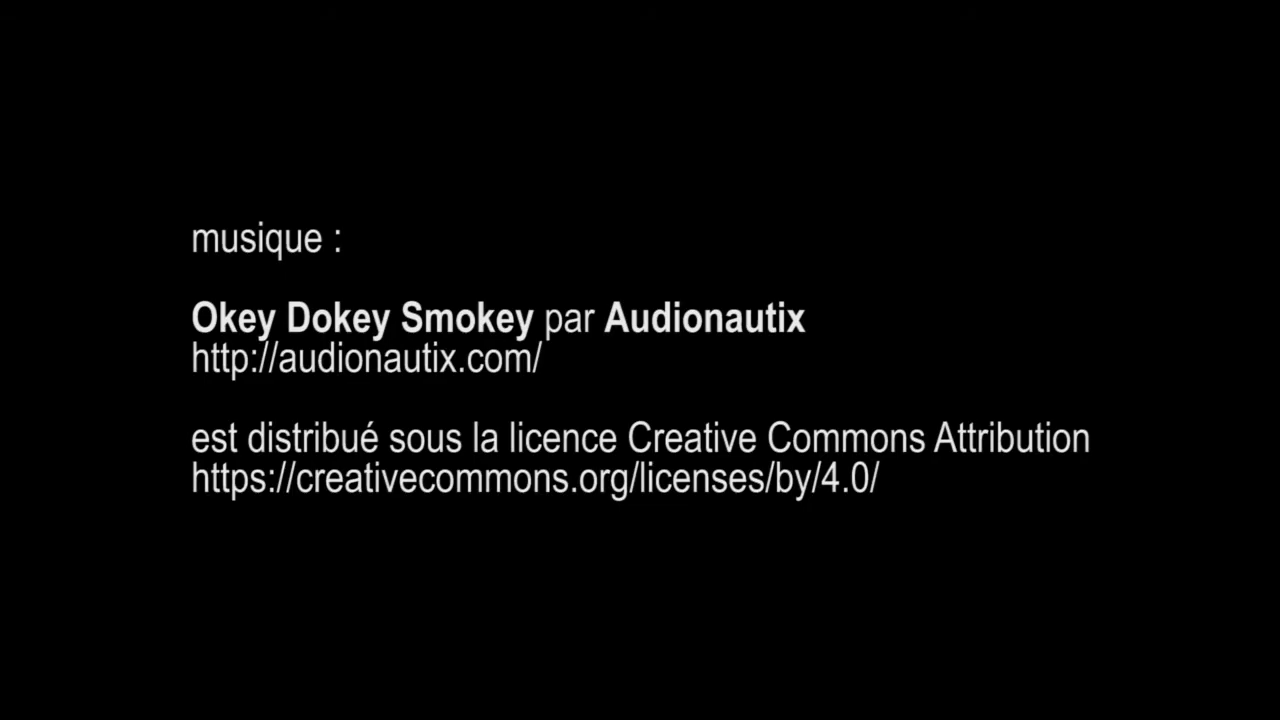 musique :
Okey Dokey Smokey par Audionautix
http://audionautix.com/
est distribué sous la licence Creative Commons Attribution
https://creativecommons.org/licenses/by/4.0/